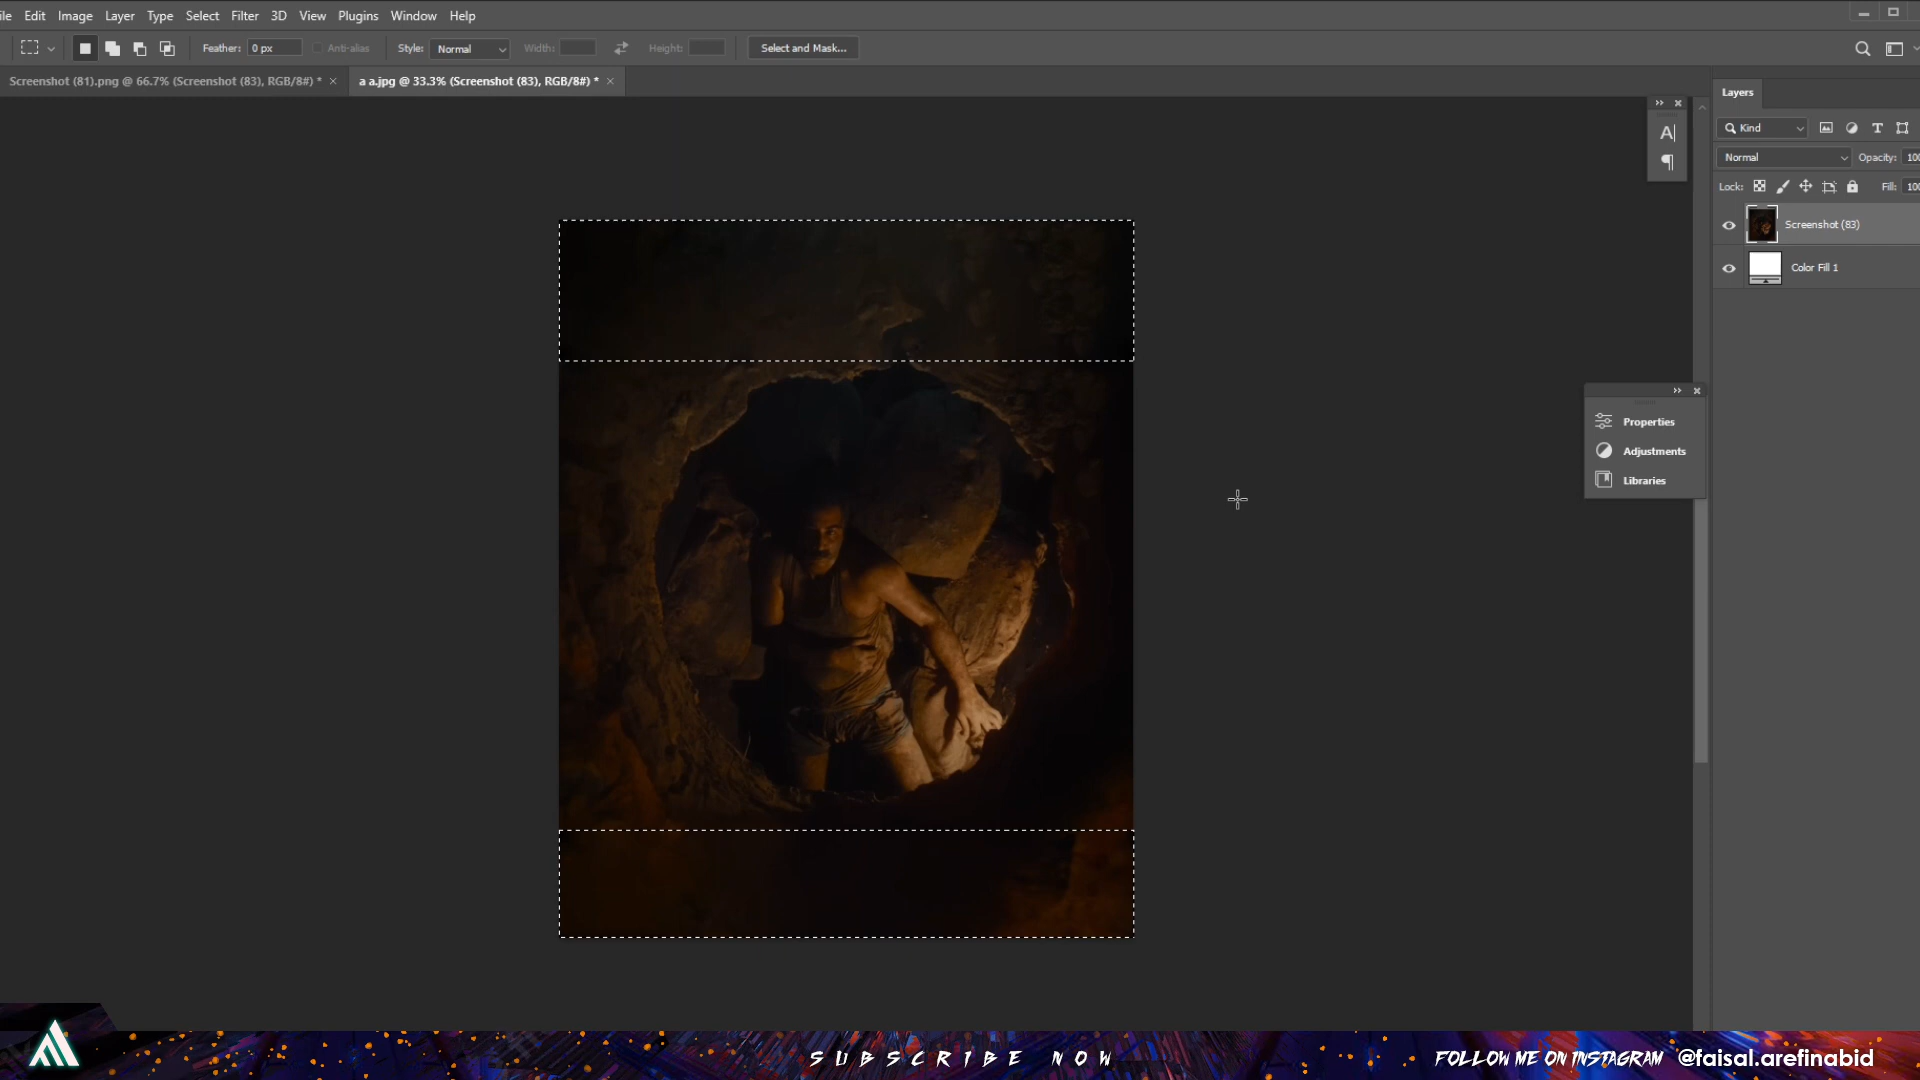 ile Edit Image Layer Type Select Filter 3D View Plugins Window Help
Feather: 0 px Anti-alias Style: Normal Width: Height: Select and Mask...
Screenshot (81).png @ 66.7% (Screenshot (83), RGB/8#) * × a a.jpg @ 33.3% (Screenshot (83), RGB/8#) * ×
Layers
Kind
Normal Opacity: 100
Lock: Fill: 100
Screenshot (83)
Color Fill 1
Properties
Adjustments
Libraries
SUBSCRIBE NOW
FOLLOW ME ON INSTAGRAM @faisal.arefinabid